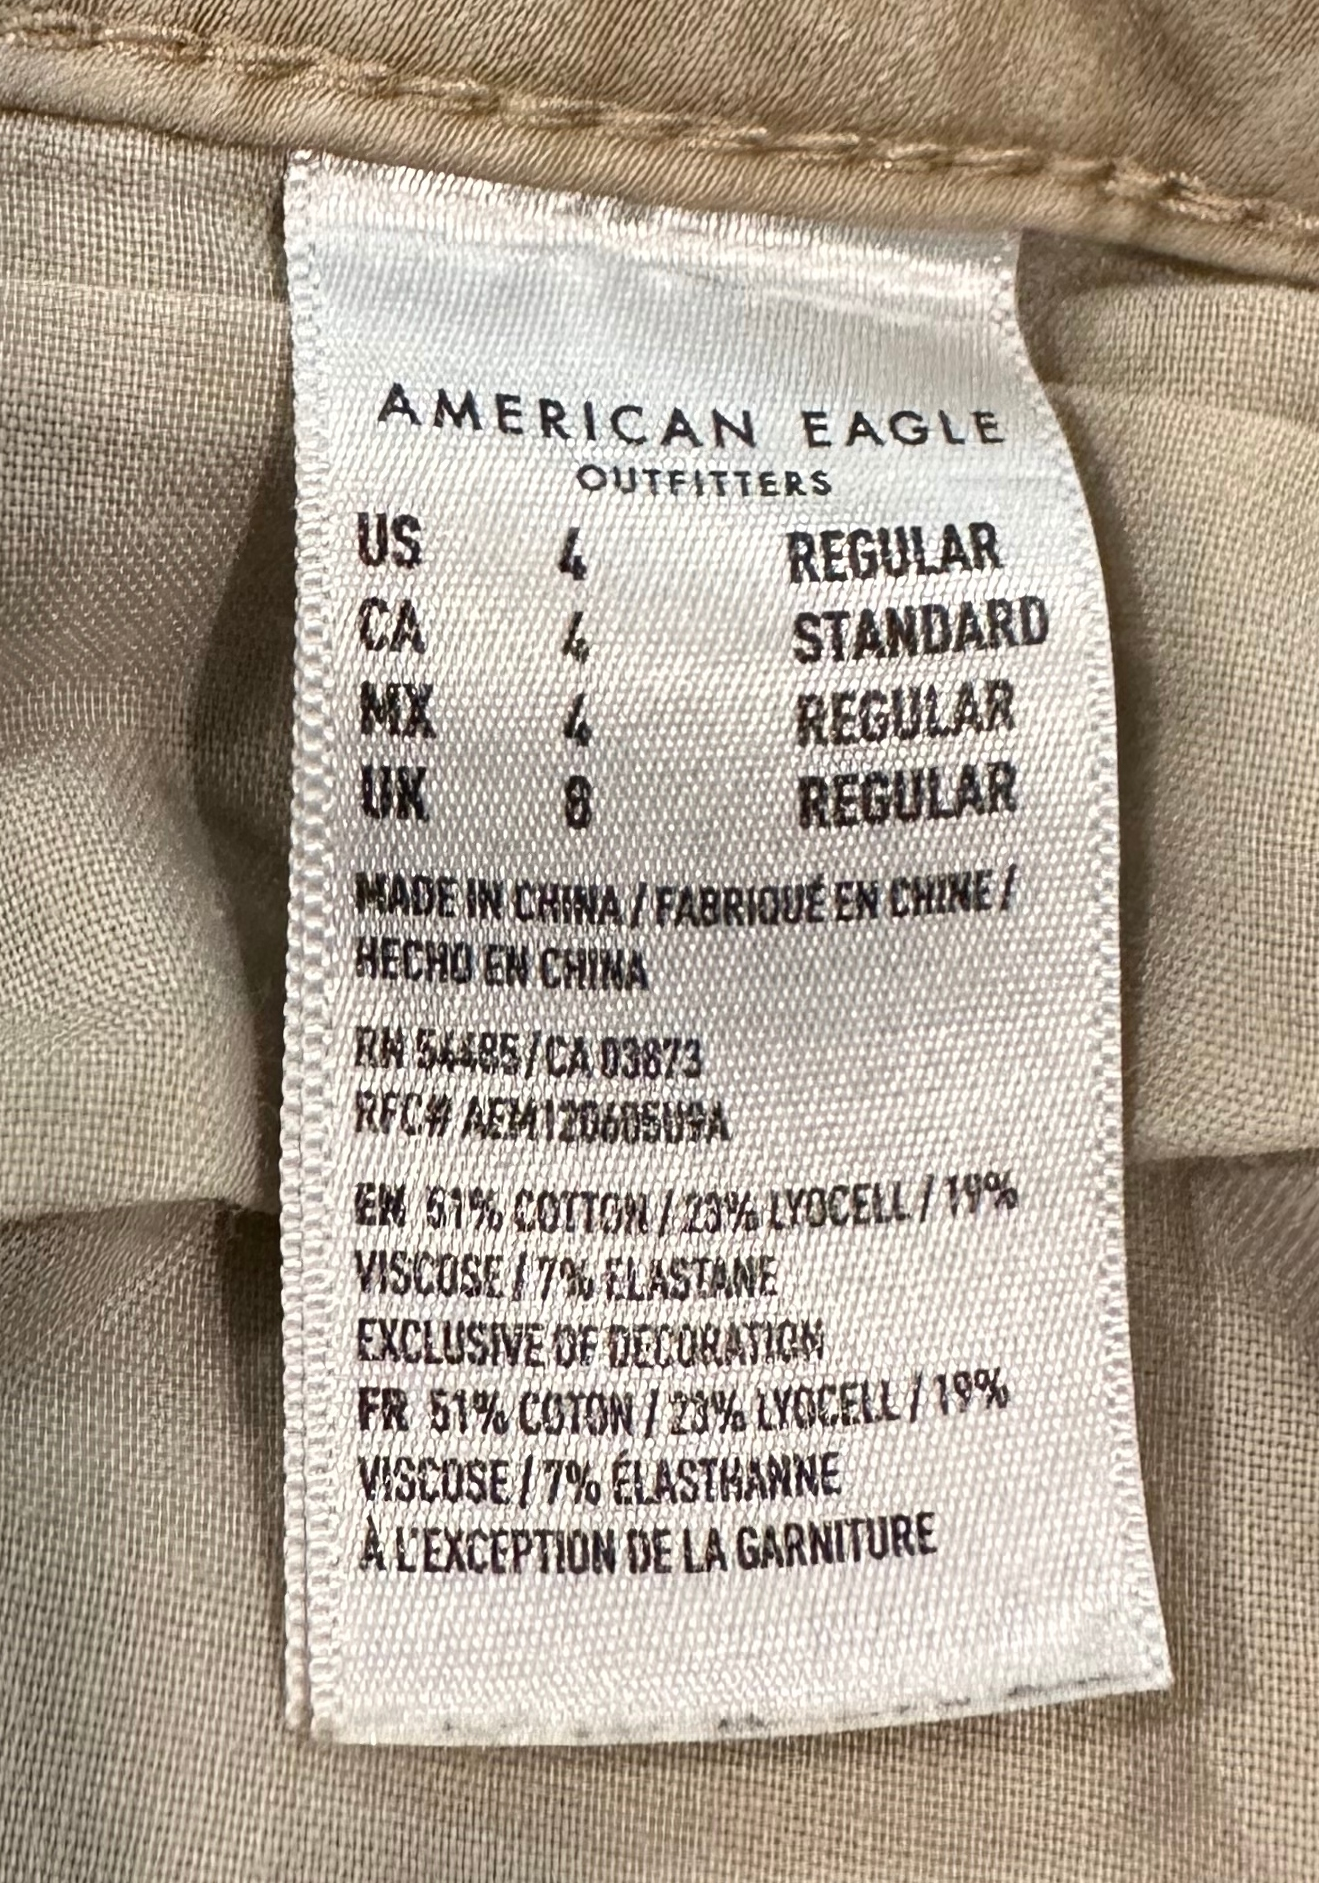 AMERICAN EAGLE
OUTFITTERS
US 4 REGULAR
CA 4 STANDARD
MX 4 REGULAR
UK 8 REGULAR
MADE IN CHINA / FABRIQUÉ EN CHINE /
HECHO EN CHINA
RN 54485 / CA 03873
RFC# AEM120605U9A
EN 51% COTTON / 23% LYOCELL / 19%
VISCOSE / 7% ELASTANE
EXCLUSIVE OF DECORATION
FR 51% COTON / 23% LYOCELL / 19%
VISCOSE / 7% ÉLASTHANNE
À L'EXCEPTION DE LA GARNITURE